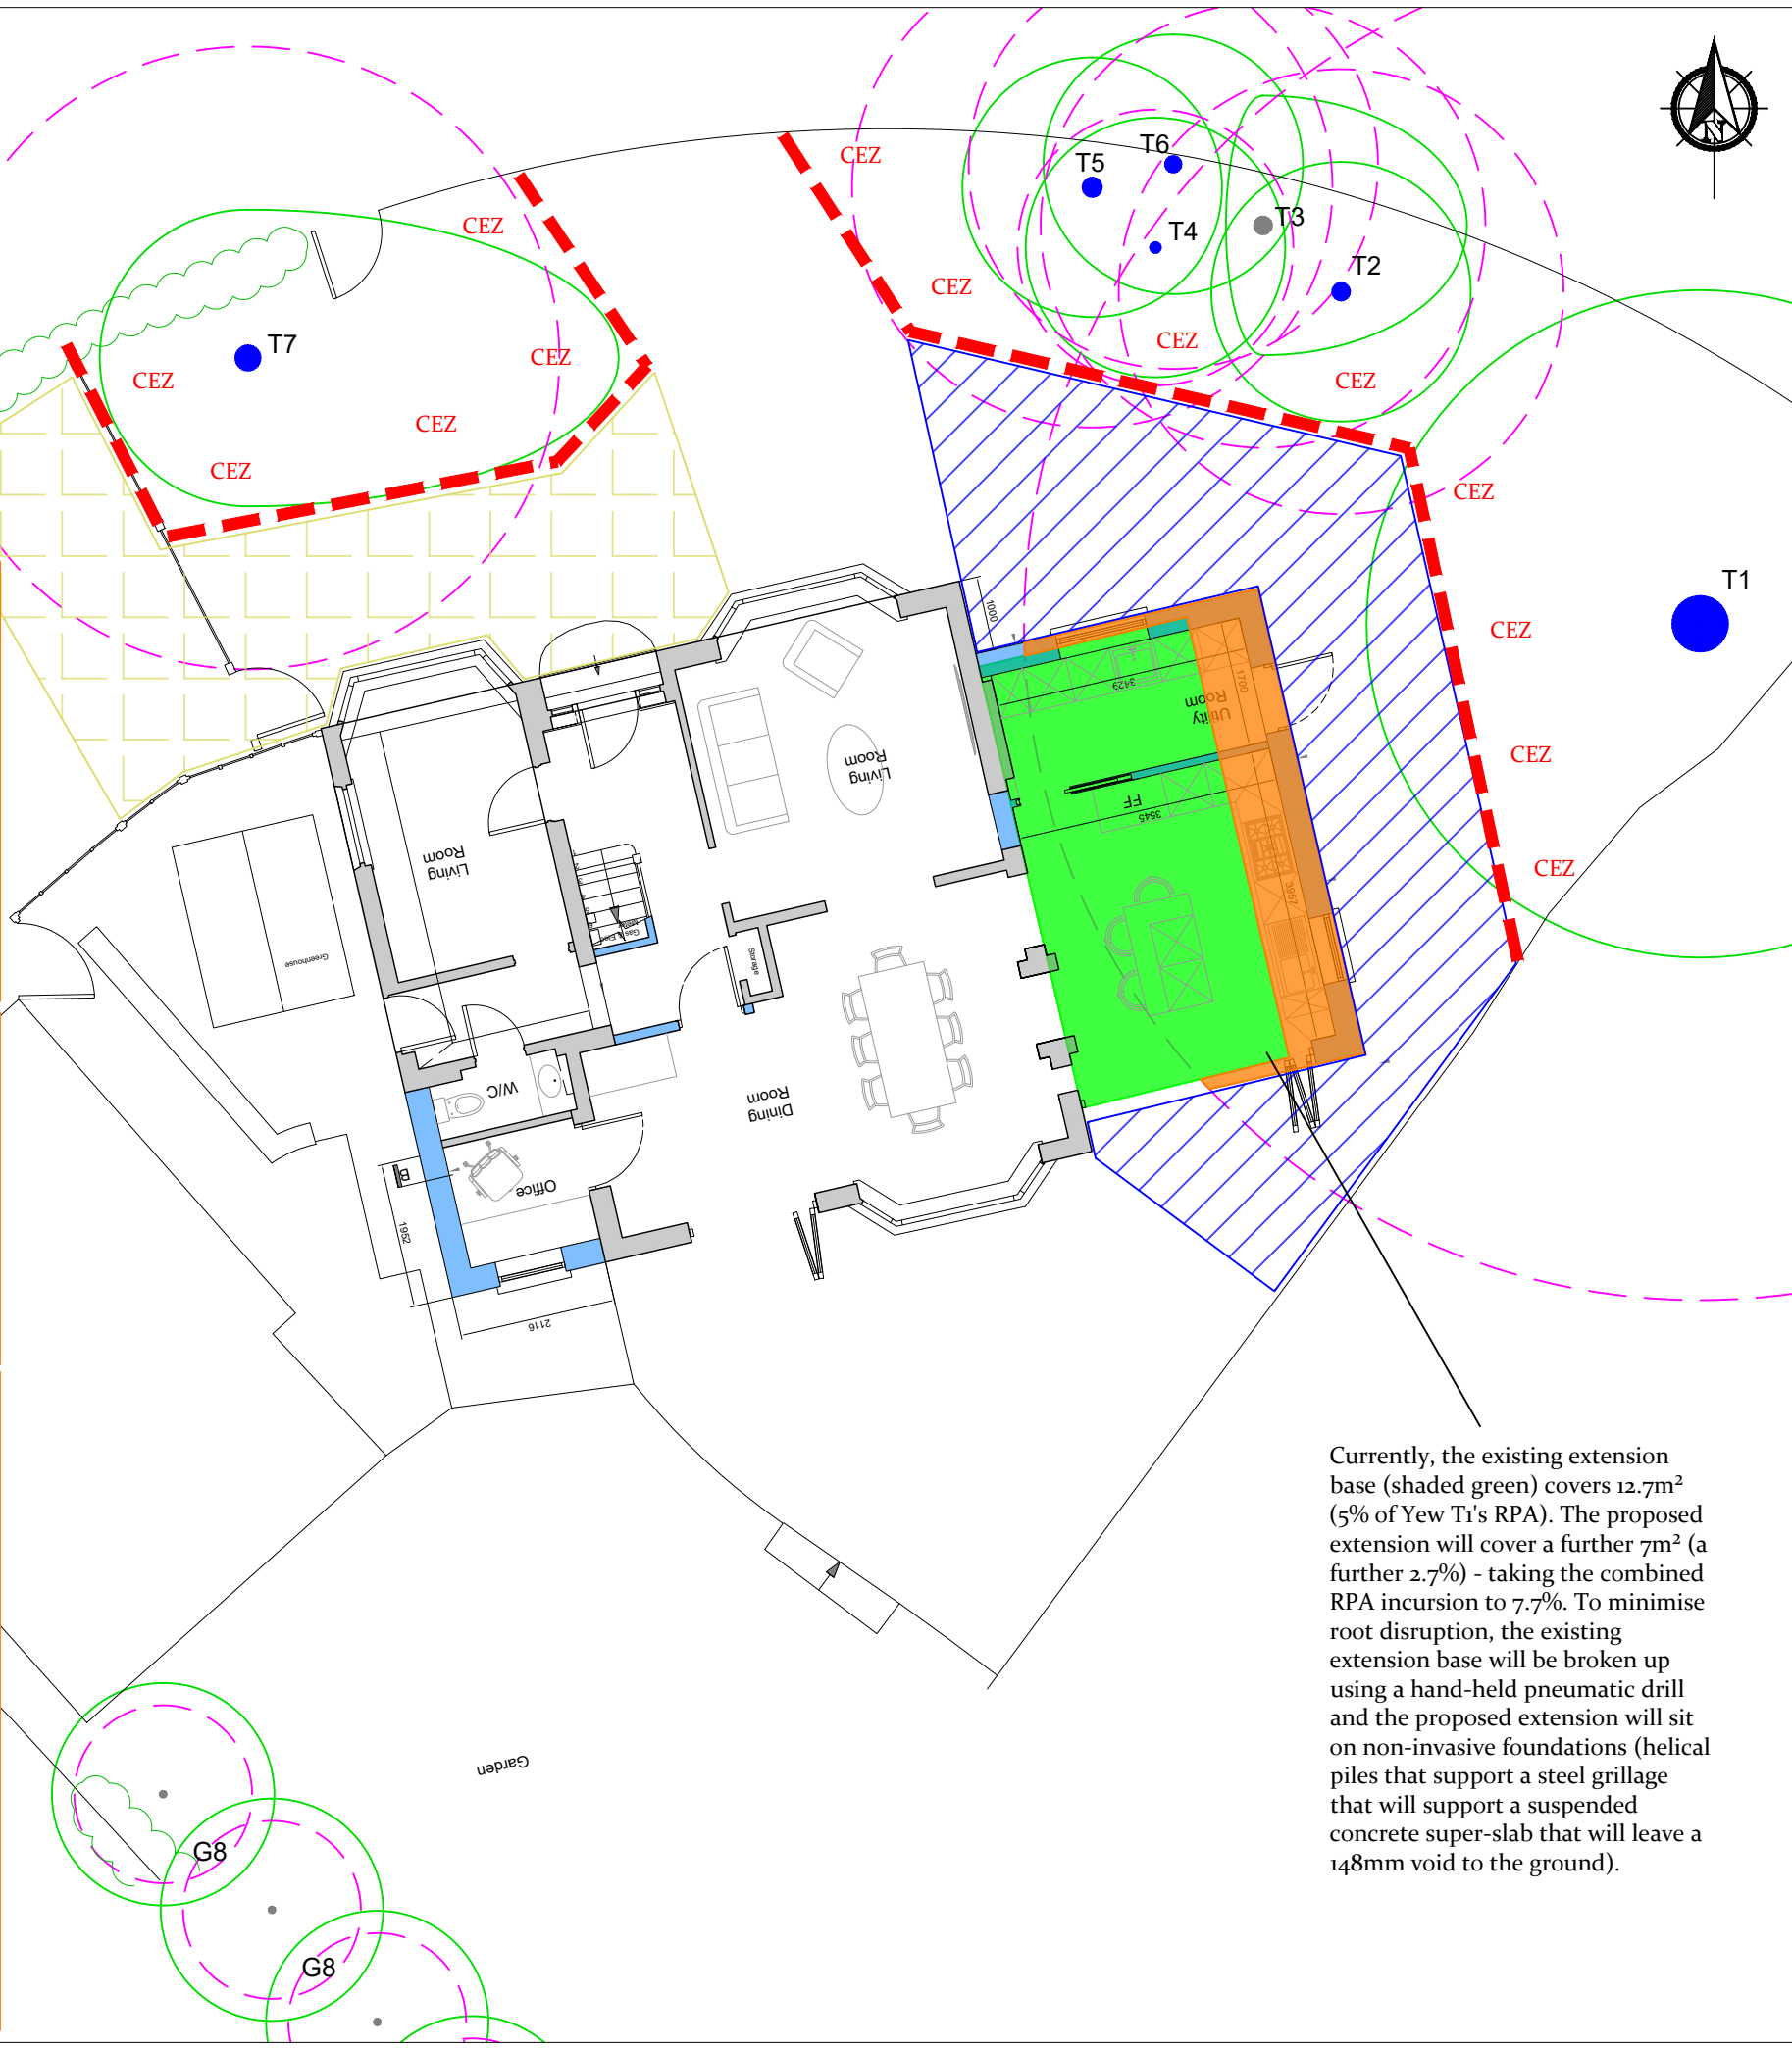 N
CEZ
T6
T5
CEZ
T3
T4
T2
CEZ
T7
CEZ
CEZ
CEZ
CEZ
CEZ
CEZ
CEZ
CEZ
T1
CEZ
1000
CEZ
CEZ
1700
3429
Utility
Room
Living
Room
FF
3545
Living
Room
3957
Gas & Elec
Storage
Greenhouse
W/C
Dining
Room
Office
B
1952
2116
Currently, the existing extension
base (shaded green) covers 12.7m²
(5% of Yew T1's RPA). The proposed
extension will cover a further 7m² (a
further 2.7%) - taking the combined
RPA incursion to 7.7%. To minimise
root disruption, the existing
extension base will be broken up
using a hand-held pneumatic drill
and the proposed extension will sit
on non-invasive foundations (helical
piles that support a steel grillage
that will support a suspended
concrete super-slab that will leave a
148mm void to the ground).
Garden
G8
G8